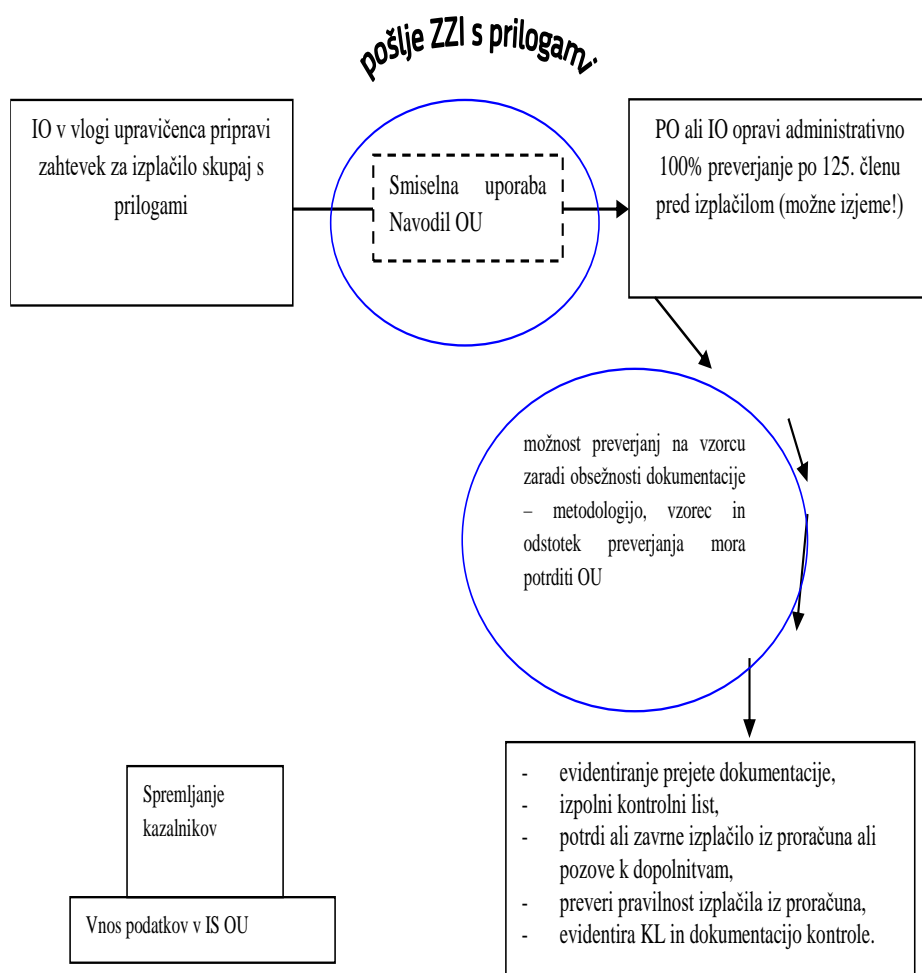 pošlje ZZI s prilogami
IO v vlogi upravičenca pripravi
zahtevek za izplačilo skupaj s
prilogami
Smiselna uporaba
Navodil OU
PO ali IO opravi administrativno
100% preverjanje po 125. členu
pred izplačilom (možne izjeme!)
možnost preverjanj na vzorcu
zaradi obsežnosti dokumentacije
– metodologijo, vzorec in
odstotek preverjanja mora
potrditi OU
Spremljanje
kazalnikov
Vnos podatkov v IS OU
- evidentiranje prejete dokumentacije,
- izpolni kontrolni list,
- potrdi ali zavrne izplačilo iz proračuna ali
pozove k dopolnitvam,
- preveri pravilnost izplačila iz proračuna,
- evidentira KL in dokumentacijo kontrole.